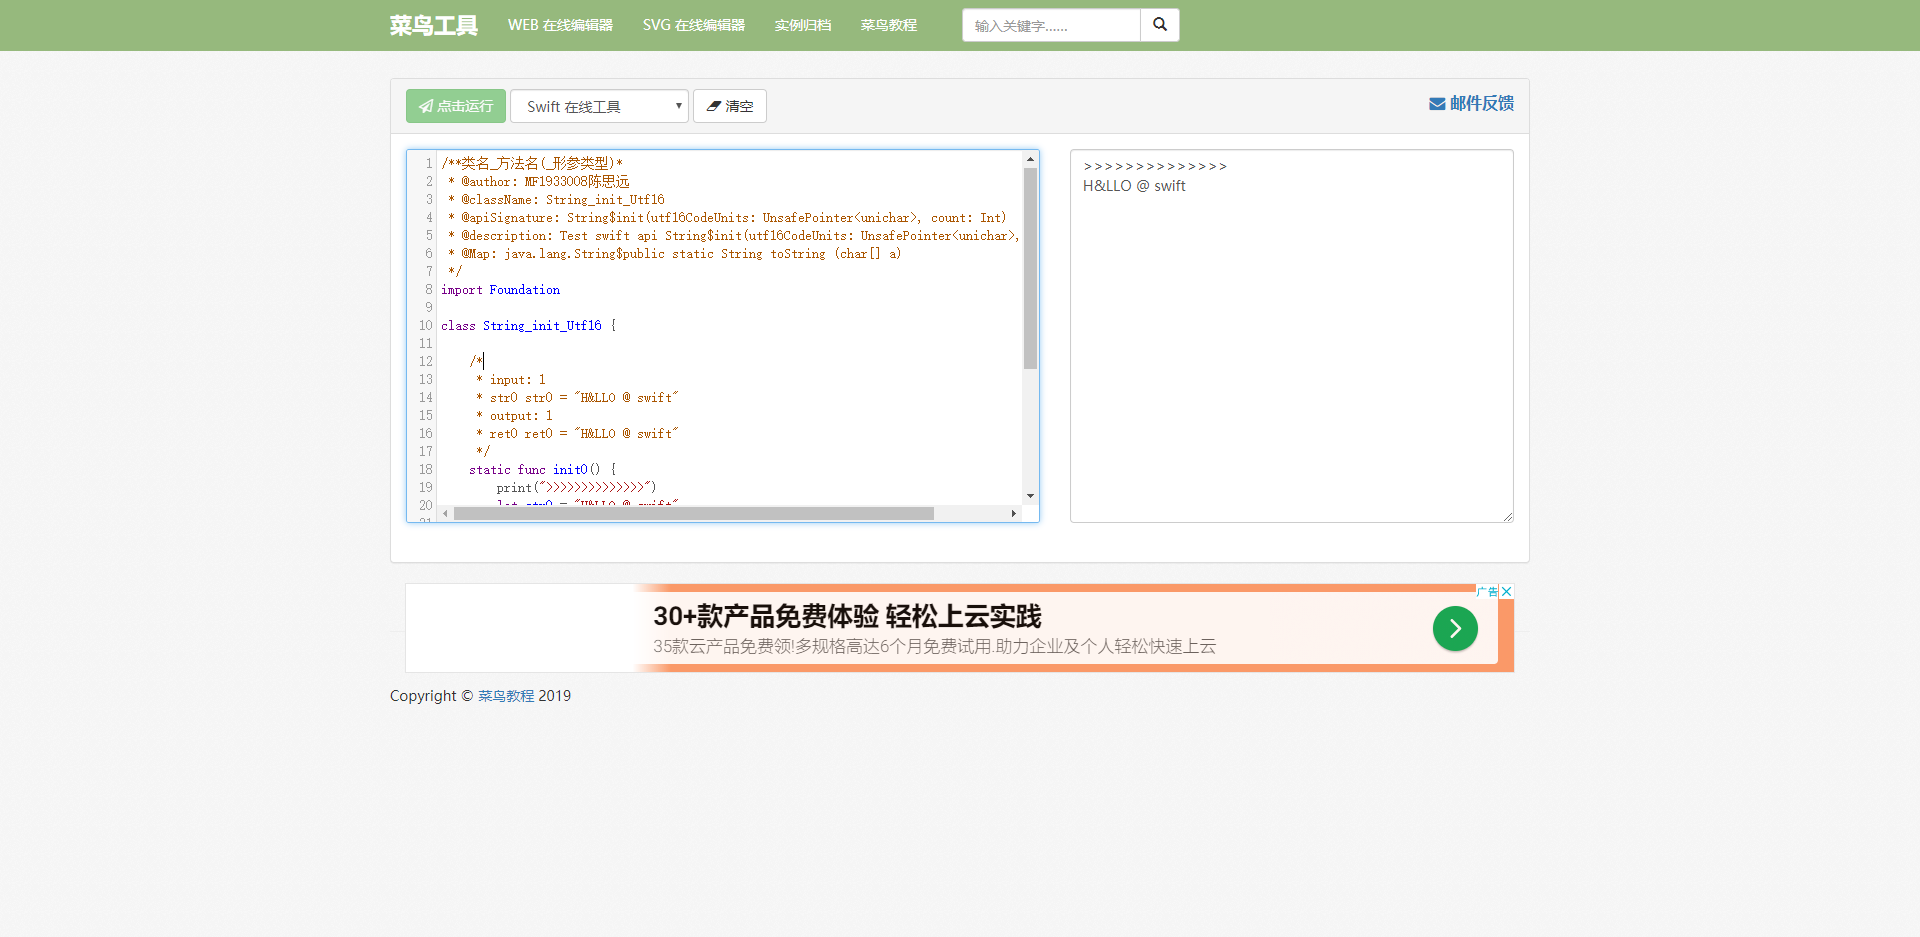 菜鸟工具 WEB 在线编辑器 SVG 在线编辑器 实例归档 菜鸟教程 输入关键字......
点击运行 Swift 在线工具 清空 邮件反馈
1 /**类名_方法名(_形参类型)*
2 * @author: MF1933008陈思远
3 * @className: String_init_Utf16
4 * @apiSignature: String$init(utf16CodeUnits: UnsafePointer<unichar>, count: Int)
5 * @description: Test swift api String$init(utf16CodeUnits: UnsafePointer<unichar>,
6 * @Map: java.lang.String$public static String toString (char[] a)
7 */
8 import Foundation
9
10 class String_init_Utf16 {
11
12 /*
13 * input: 1
14 * str0 str0 = "H&LLO @ swift"
15 * output: 1
16 * ret0 ret0 = "H&LLO @ swift"
17 */
18 static func init0() {
19 print(">>>>>>>>>>>>>>")
20 let str0 = "H&LLO @ swift"
21
>>>>>>>>>>>>>>
H&LLO @ swift
广告
30+款产品免费体验 轻松上云实践
35款云产品免费领!多规格高达6个月免费试用.助力企业及个人轻松快速上云
Copyright © 菜鸟教程 2019